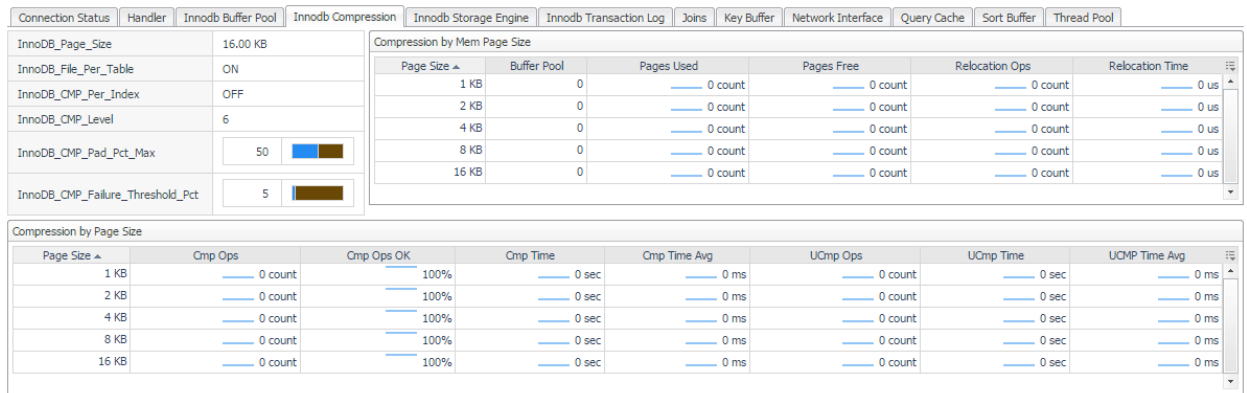 Connection Status Handler Innodb Buffer Pool Innodb Compression Innodb Storage Engine Innodb Transaction Log Joins Key Buffer Network Interface Query Cache Sort Buffer Thread Pool
InnoDB_Page_Size 16.00 KB
InnoDB_File_Per_Table ON
InnoDB_CMP_Per_Index OFF
InnoDB_CMP_Level 6
InnoDB_CMP_Pad_Pct_Max 50
InnoDB_CMP_Failure_Threshold_Pct 5
Compression by Mem Page Size
Page Size Buffer Pool Pages Used Pages Free Relocation Ops Relocation Time
1 KB 0 0 count 0 count 0 count 0 us
2 KB 0 0 count 0 count 0 count 0 us
4 KB 0 0 count 0 count 0 count 0 us
8 KB 0 0 count 0 count 0 count 0 us
16 KB 0 0 count 0 count 0 count 0 us
Compression by Page Size
Page Size Cmp Ops Cmp Ops OK Cmp Time Cmp Time Avg UCmp Ops UCmp Time UCMP Time Avg
1 KB 0 count 100% 0 sec 0 ms 0 count 0 sec 0 ms
2 KB 0 count 100% 0 sec 0 ms 0 count 0 sec 0 ms
4 KB 0 count 100% 0 sec 0 ms 0 count 0 sec 0 ms
8 KB 0 count 100% 0 sec 0 ms 0 count 0 sec 0 ms
16 KB 0 count 100% 0 sec 0 ms 0 count 0 sec 0 ms